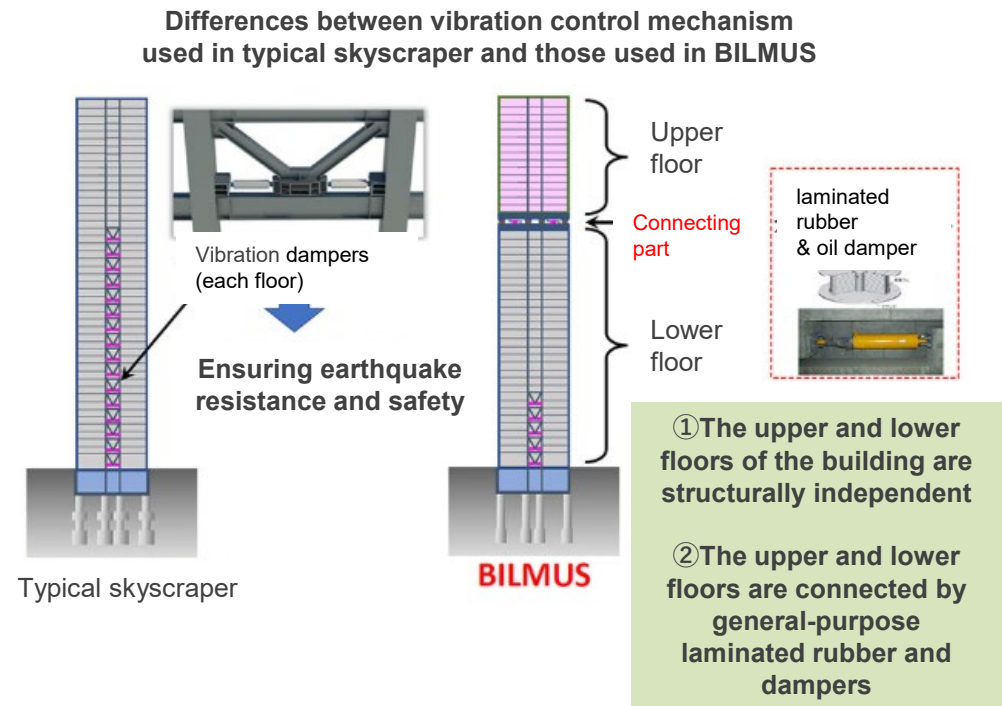 Differences between vibration control mechanism
used in typical skyscraper and those used in BILMUS
Vibration dampers
(each floor)
Ensuring earthquake
resistance and safety
Typical skyscraper
Upper
floor
Connecting
part
Lower
floor
BILMUS
laminated
rubber
& oil damper
①The upper and lower
floors of the building are
structurally independent
②The upper and lower
floors are connected by
general-purpose
laminated rubber and
dampers